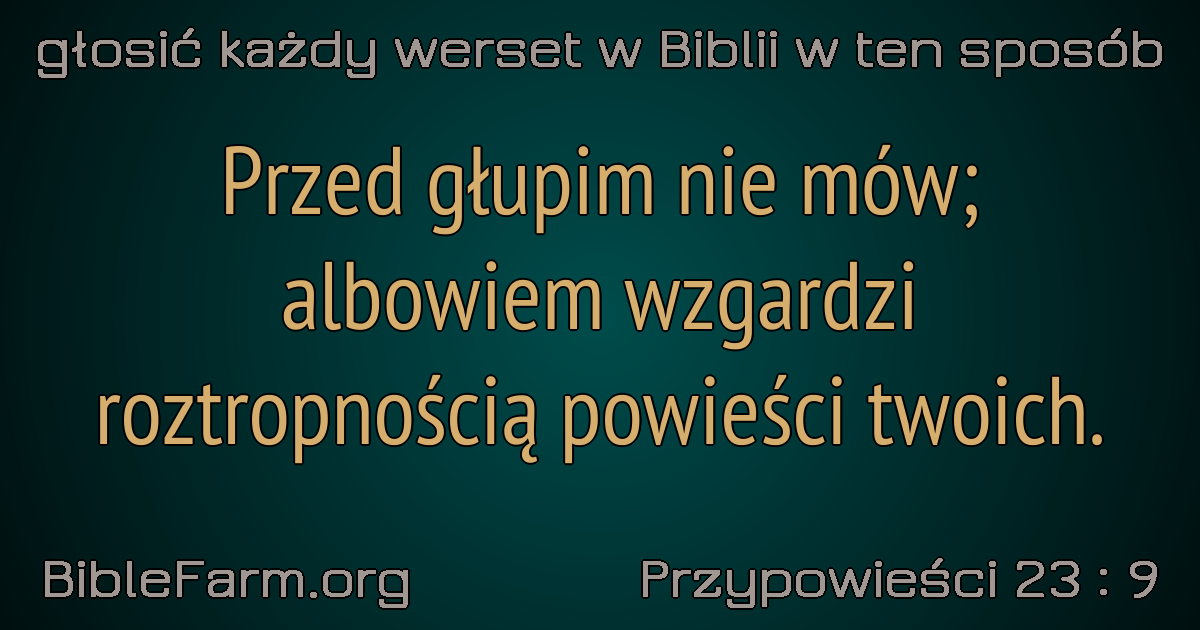 głosić każdy werset w Biblii w ten sposób
Przed głupim nie mów;
albowiem wzgardzi
roztropnością powieści twoich.
BibleFarm.org
Przypowieści 23 : 9